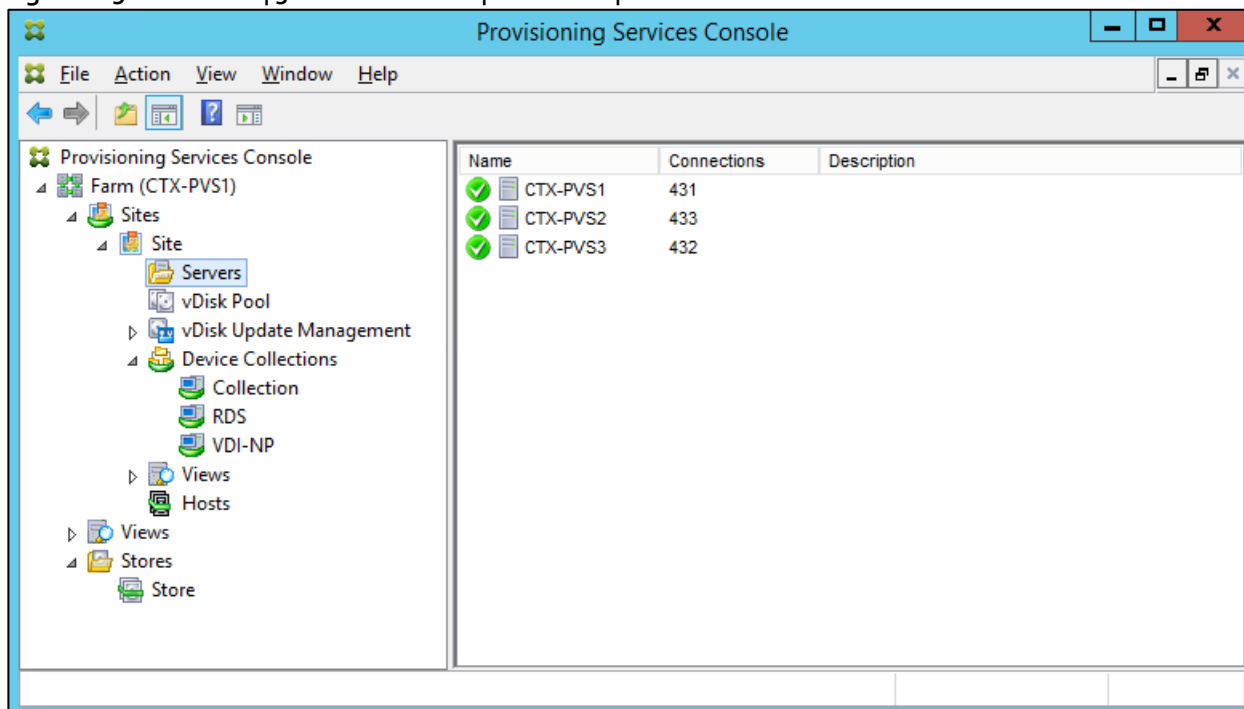 Provisioning Services Console
File Action View Window Help
Provisioning Services Console
Farm (CTX-PVS1)
Sites
Site
Servers
vDisk Pool
vDisk Update Management
Device Collections
Collection
RDS
VDI-NP
Views
Hosts
Views
Stores
Store
Name Connections Description
CTX-PVS1 431
CTX-PVS2 433
CTX-PVS3 432